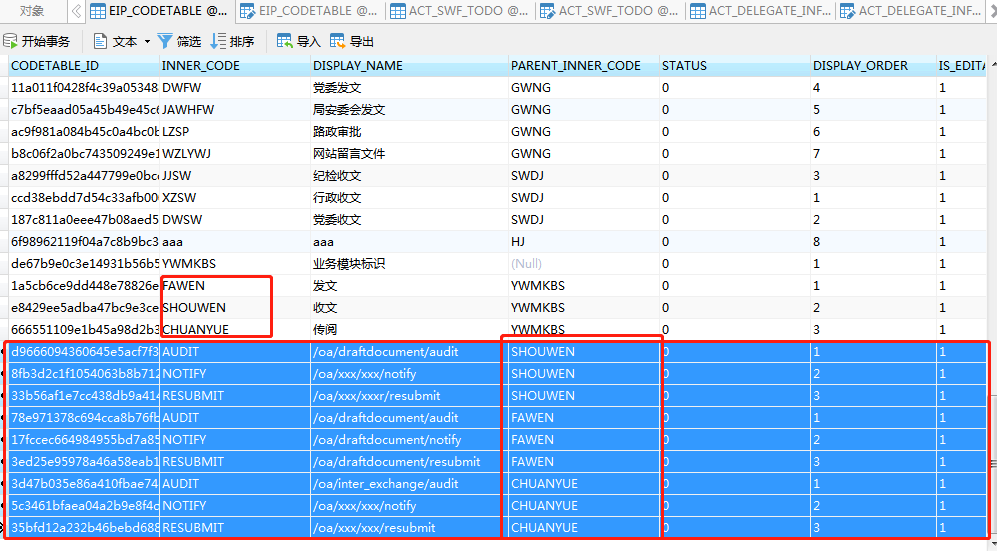 对象 EIP_CODETABLE @... EIP_CODETABLE @... ACT_SWF_TODO @... ACT_SWF_TODO @... ACT_DELEGATE_INF... ACT_DELEGATE_INF...
开始事务 文本 筛选 排序 导入 导出
CODETABLE_ID INNER_CODE DISPLAY_NAME PARENT_INNER_CODE STATUS DISPLAY_ORDER IS_EDITA
11a011f0428f4c39a05348 DWFW 党委发文 GWNG 0 4 1
c7bf5eaad05a45b49e45c6 JAWHFW 局安委会发文 GWNG 0 5 1
ac9f981a084b45c0a4bc0b LZSP 路政审批 GWNG 0 6 1
b8c06f2a0bc743509249e1 WZLYWJ 网站留言文件 GWNG 0 7 1
a8299fffd52a447799e0bc JJSW 纪检收文 SWDJ 0 3 1
ccd38ebdd7d54c33afb00 XZSW 行政收文 SWDJ 0 1 1
187c811a0eee47b08aed5 DWSW 党委收文 SWDJ 0 2 1
6f98962119f04a7c8b9bc3 aaa aaa HJ 0 8 1
de67b9e0c3e14931b56b5 YWMKBS 业务模块标识 (Null) 0 1 1
1a5cb6ce9dd448e78826e FAWEN 发文 YWMKBS 0 1 1
e8429ee5adba47bc9e3ce SHOUWEN 收文 YWMKBS 0 2 1
666551109e1b45a98d2b3 CHUANYUE 传阅 YWMKBS 0 3 1
d9666094360645e5acf7f3 AUDIT /oa/draftdocument/audit SHOUWEN 0 1 1
8fb3d2c1f1054063b8b712 NOTIFY /oa/xxx/xxx/notify SHOUWEN 0 2 1
33b56af1e7cc438db9a414 RESUBMIT /oa/xxx/xxxr/resubmit SHOUWEN 0 3 1
78e971378c694cca8b76fb AUDIT /oa/draftdocument/audit FAWEN 0 1 1
17fccec664984955bd7a85 NOTIFY /oa/draftdocument/notify FAWEN 0 2 1
3ed25e95978a46a58eab1 RESUBMIT /oa/draftdocument/resubmit FAWEN 0 3 1
3d47b035e86a410fbae74 AUDIT /oa/inter_exchange/audit CHUANYUE 0 1 1
5c3461bfaea04a2b9e8f4c NOTIFY /oa/xxx/xxx/notify CHUANYUE 0 2 1
35bfd12a232b46bebd688 RESUBMIT /oa/xxx/xxx/resubmit CHUANYUE 0 3 1